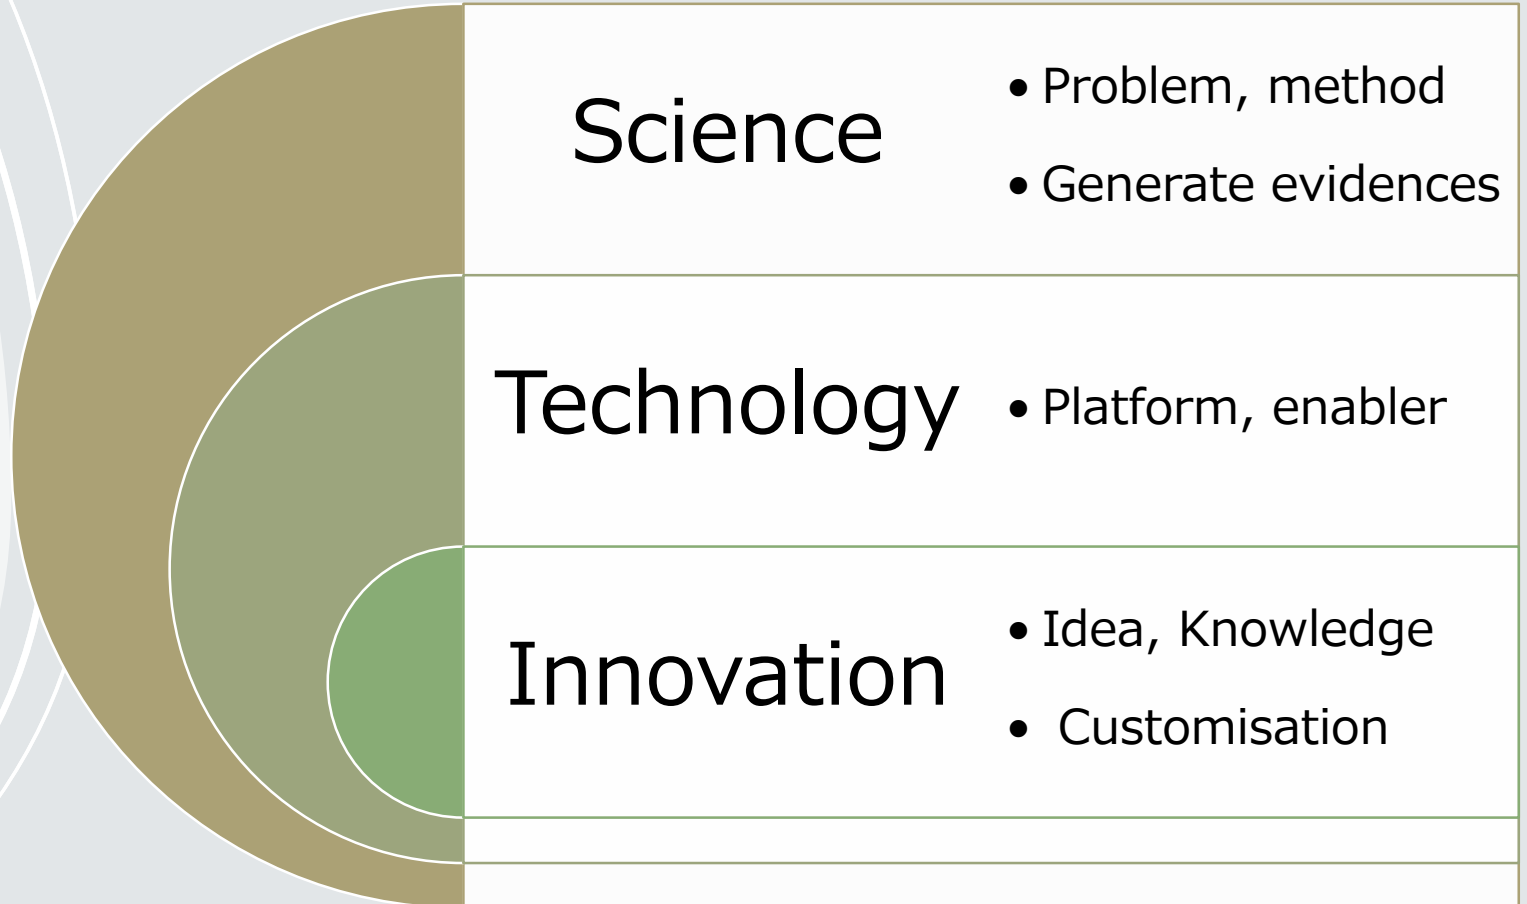 Science
• Problem, method
• Generate evidences
Technology
• Platform, enabler
Innovation
• Idea, Knowledge
• Customisation